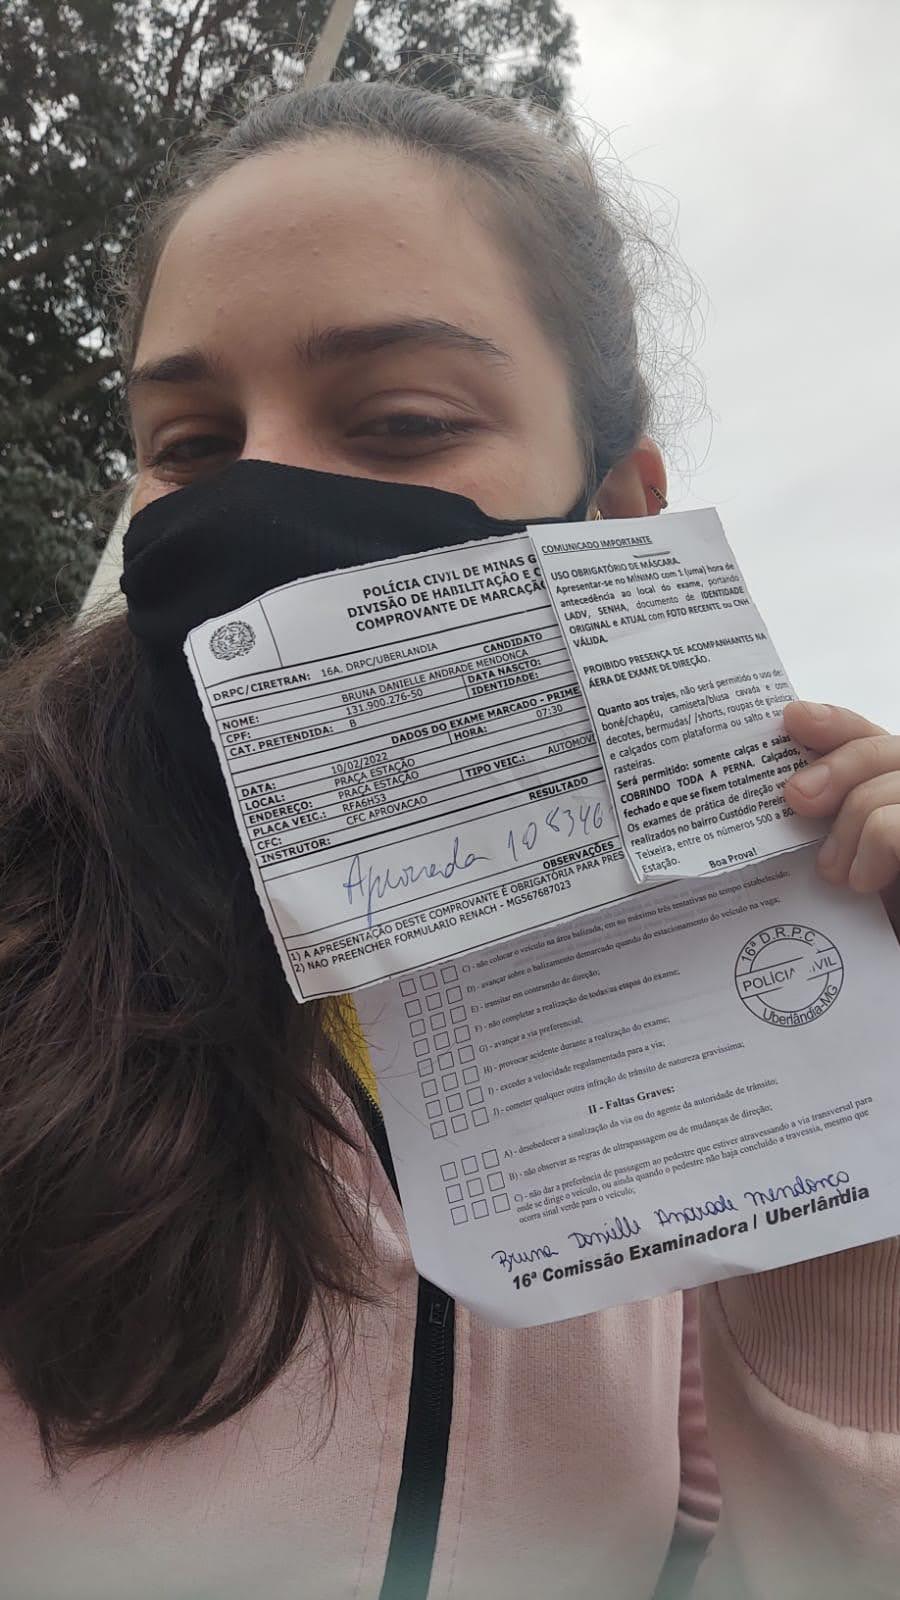 POLÍCIA CIVIL DE MINAS G
DIVISÃO DE HABILITAÇÃO E C
COMPROVANTE DE MARCAÇÃO
DRPC/CIRETRAN: 16A. DRPC/UBERLANDIA
CANDIDATO
NOME: BRUNA DANIELLE ANDRADE MENDONCA
CPF: 131.900.276-50 DATA NASCTO:
CAT. PRETENDIDA: B IDENTIDADE:
DADOS DO EXAME MARCADO - PRIME
DATA: 10/02/2022 HORA: 07:30
LOCAL: PRAÇA ESTAÇÃO
ENDEREÇO: PRAÇA ESTAÇÃO
PLACA VEIC.: RFA6H53 TIPO VEIC.: AUTOMOVE
CFC: CFC APROVACAO
INSTRUTOR:
RESULTADO
Aprovada
OBSERVAÇÕES
1) A APRESENTAÇÃO DESTE COMPROVANTE É OBRIGATÓRIA PARA PRES
2) NAO PREENCHER FORMULARIO RENACH - MG567687023
COMUNICADO IMPORTANTE
USO OBRIGATÓRIO DE MÁSCARA.
Apresentar-se no MÍNIMO com 1 (uma) hora de
antecedência ao local do exame, portando
LADV, SENHA, documento de IDENTIDADE
ORIGINAL e ATUAL com FOTO RECENTE ou CNH
VÁLIDA.
PROIBIDO PRESENÇA DE ACOMPANHANTES NA
ÁERA DE EXAME DE DIREÇÃO.
Quanto aos trajes, não será permitido o uso de:
boné/chapéu, camiseta/blusa cavada e com
decotes, bermudas/ /shorts, roupas de ginástica
e calçados com plataforma ou salto e san
rasteiras.
Será permitido: somente calças e saias
COBRINDO TODA A PERNA. Calçados,
fechado e que se fixem totalmente aos pés
Os exames de prática de direção ve
realizados no bairro Custódio Pereira
Teixeira, entre os números 500 a 80
Estação.
Boa Prova!
C) - não colocar o veículo na área balizada, em no máximo três tentativas no tempo estabelecido;
D) - avançar sobre o balizamento demarcado quando do estacionamento do veículo na vaga;
E) - transitar em contramão de direção;
F) - não completar a realização de todas as etapas do exame;
G) - avançar a via preferencial;
H) - provocar acidente durante a realização do exame;
I) - exceder a velocidade regulamentada para a via;
J) - cometer qualquer outra infração de trânsito de natureza gravíssima;
II - Faltas Graves:
A) - desobedecer a sinalização da via ou do agente da autoridade de trânsito;
B) - não observar as regras de ultrapassagem ou de mudanças de direção;
C) - não dar a preferência de passagem ao pedestre que estiver atravessando a via transversal para
onde se dirige o veículo, ou ainda quando o pedestre não haja concluído a travessia, mesmo que
ocorra sinal verde para o veículo;
16ª D.R.P.C.
POLÍCIA CIVIL
Uberlândia-MG
Bruna Danielle Andrade Mendonça
16ª Comissão Examinadora / Uberlândia